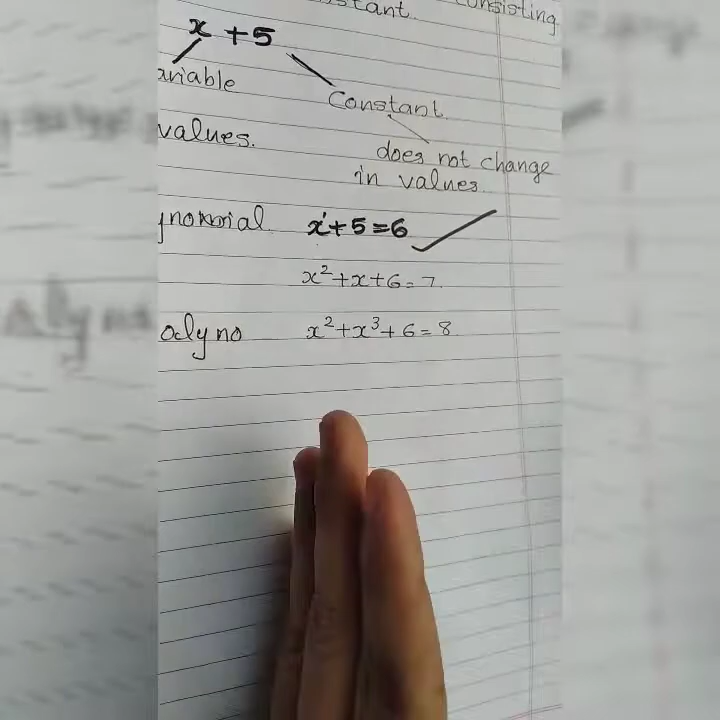 stant consisting
x + 5
ariable
Constant
values.
does not change
in values
ynomial x + 5 = 6
x² + x + 6 = 7
olyno x² + x³ + 6 = 8